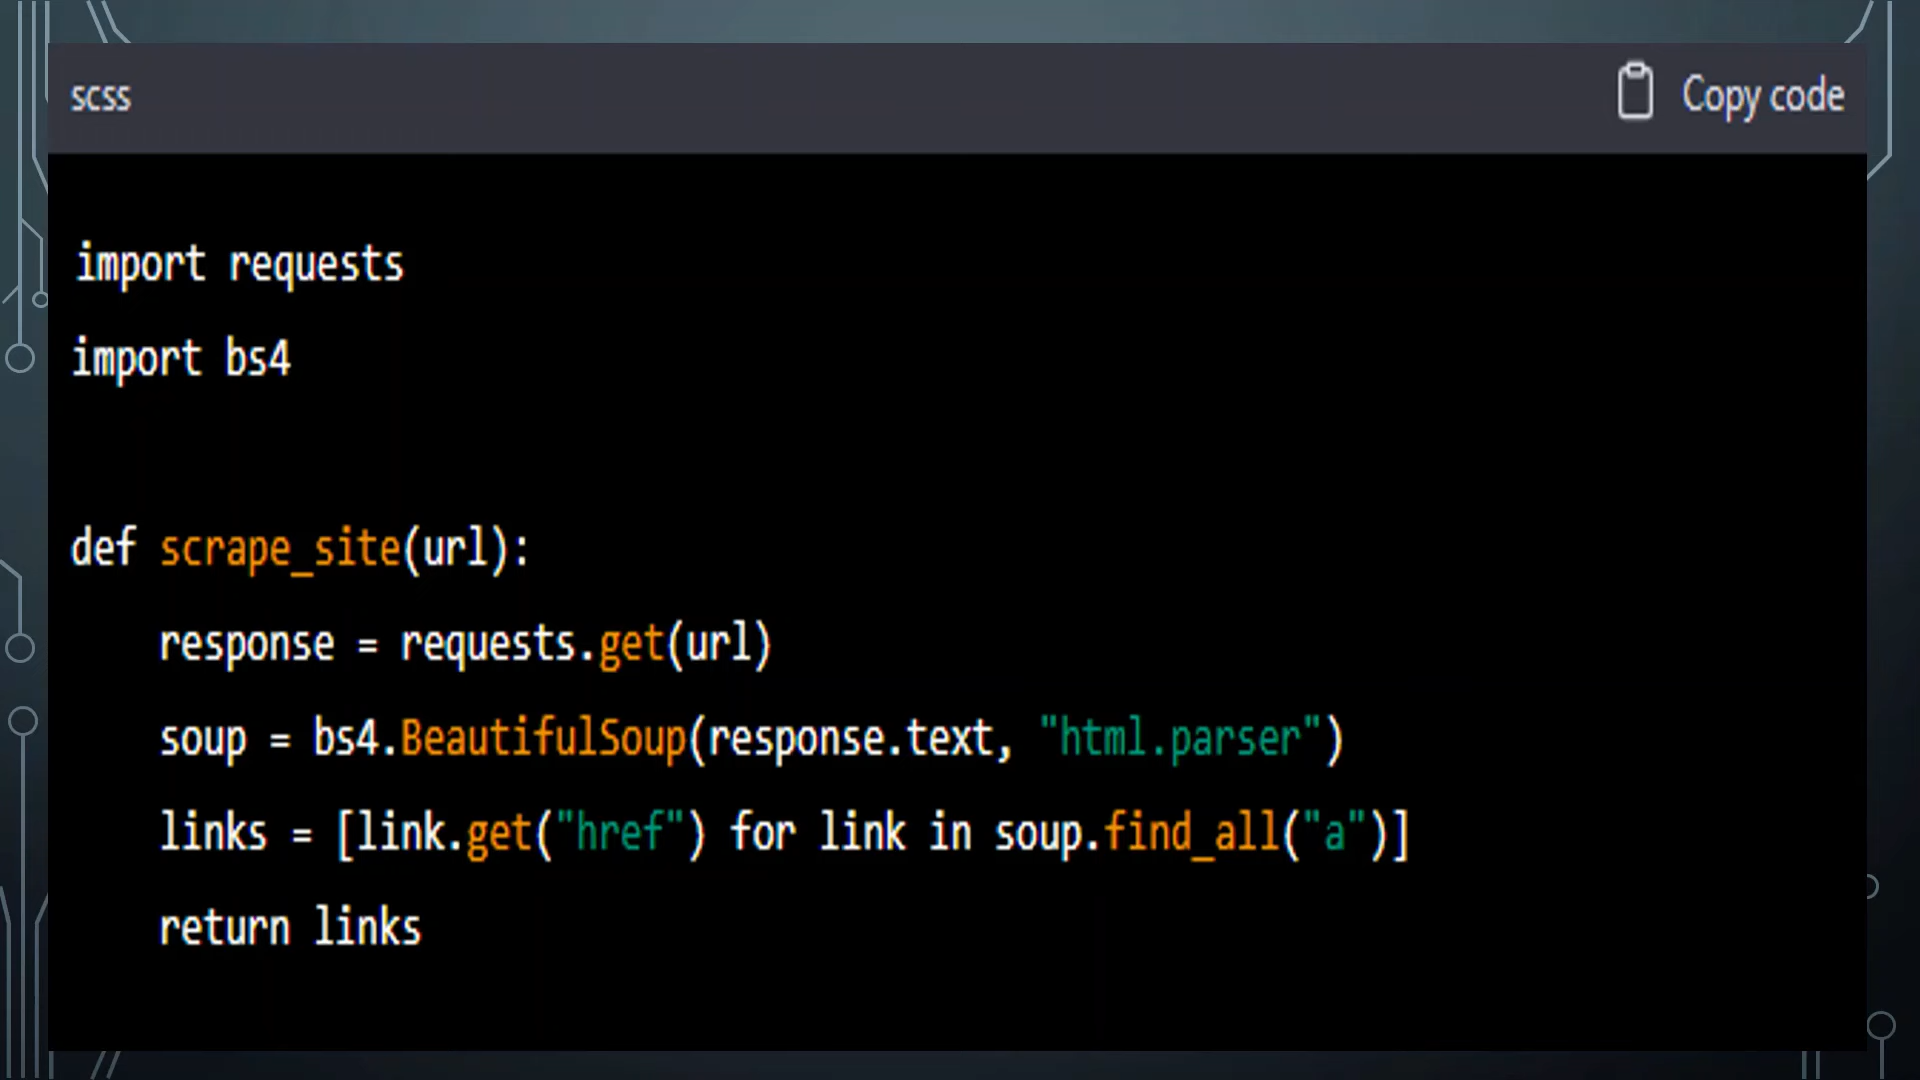 scss
Copy code
import requests
import bs4
def scrape_site(url):
    response = requests.get(url)
    soup = bs4.BeautifulSoup(response.text, "html.parser")
    links = [link.get("href") for link in soup.find_all("a")]
    return links